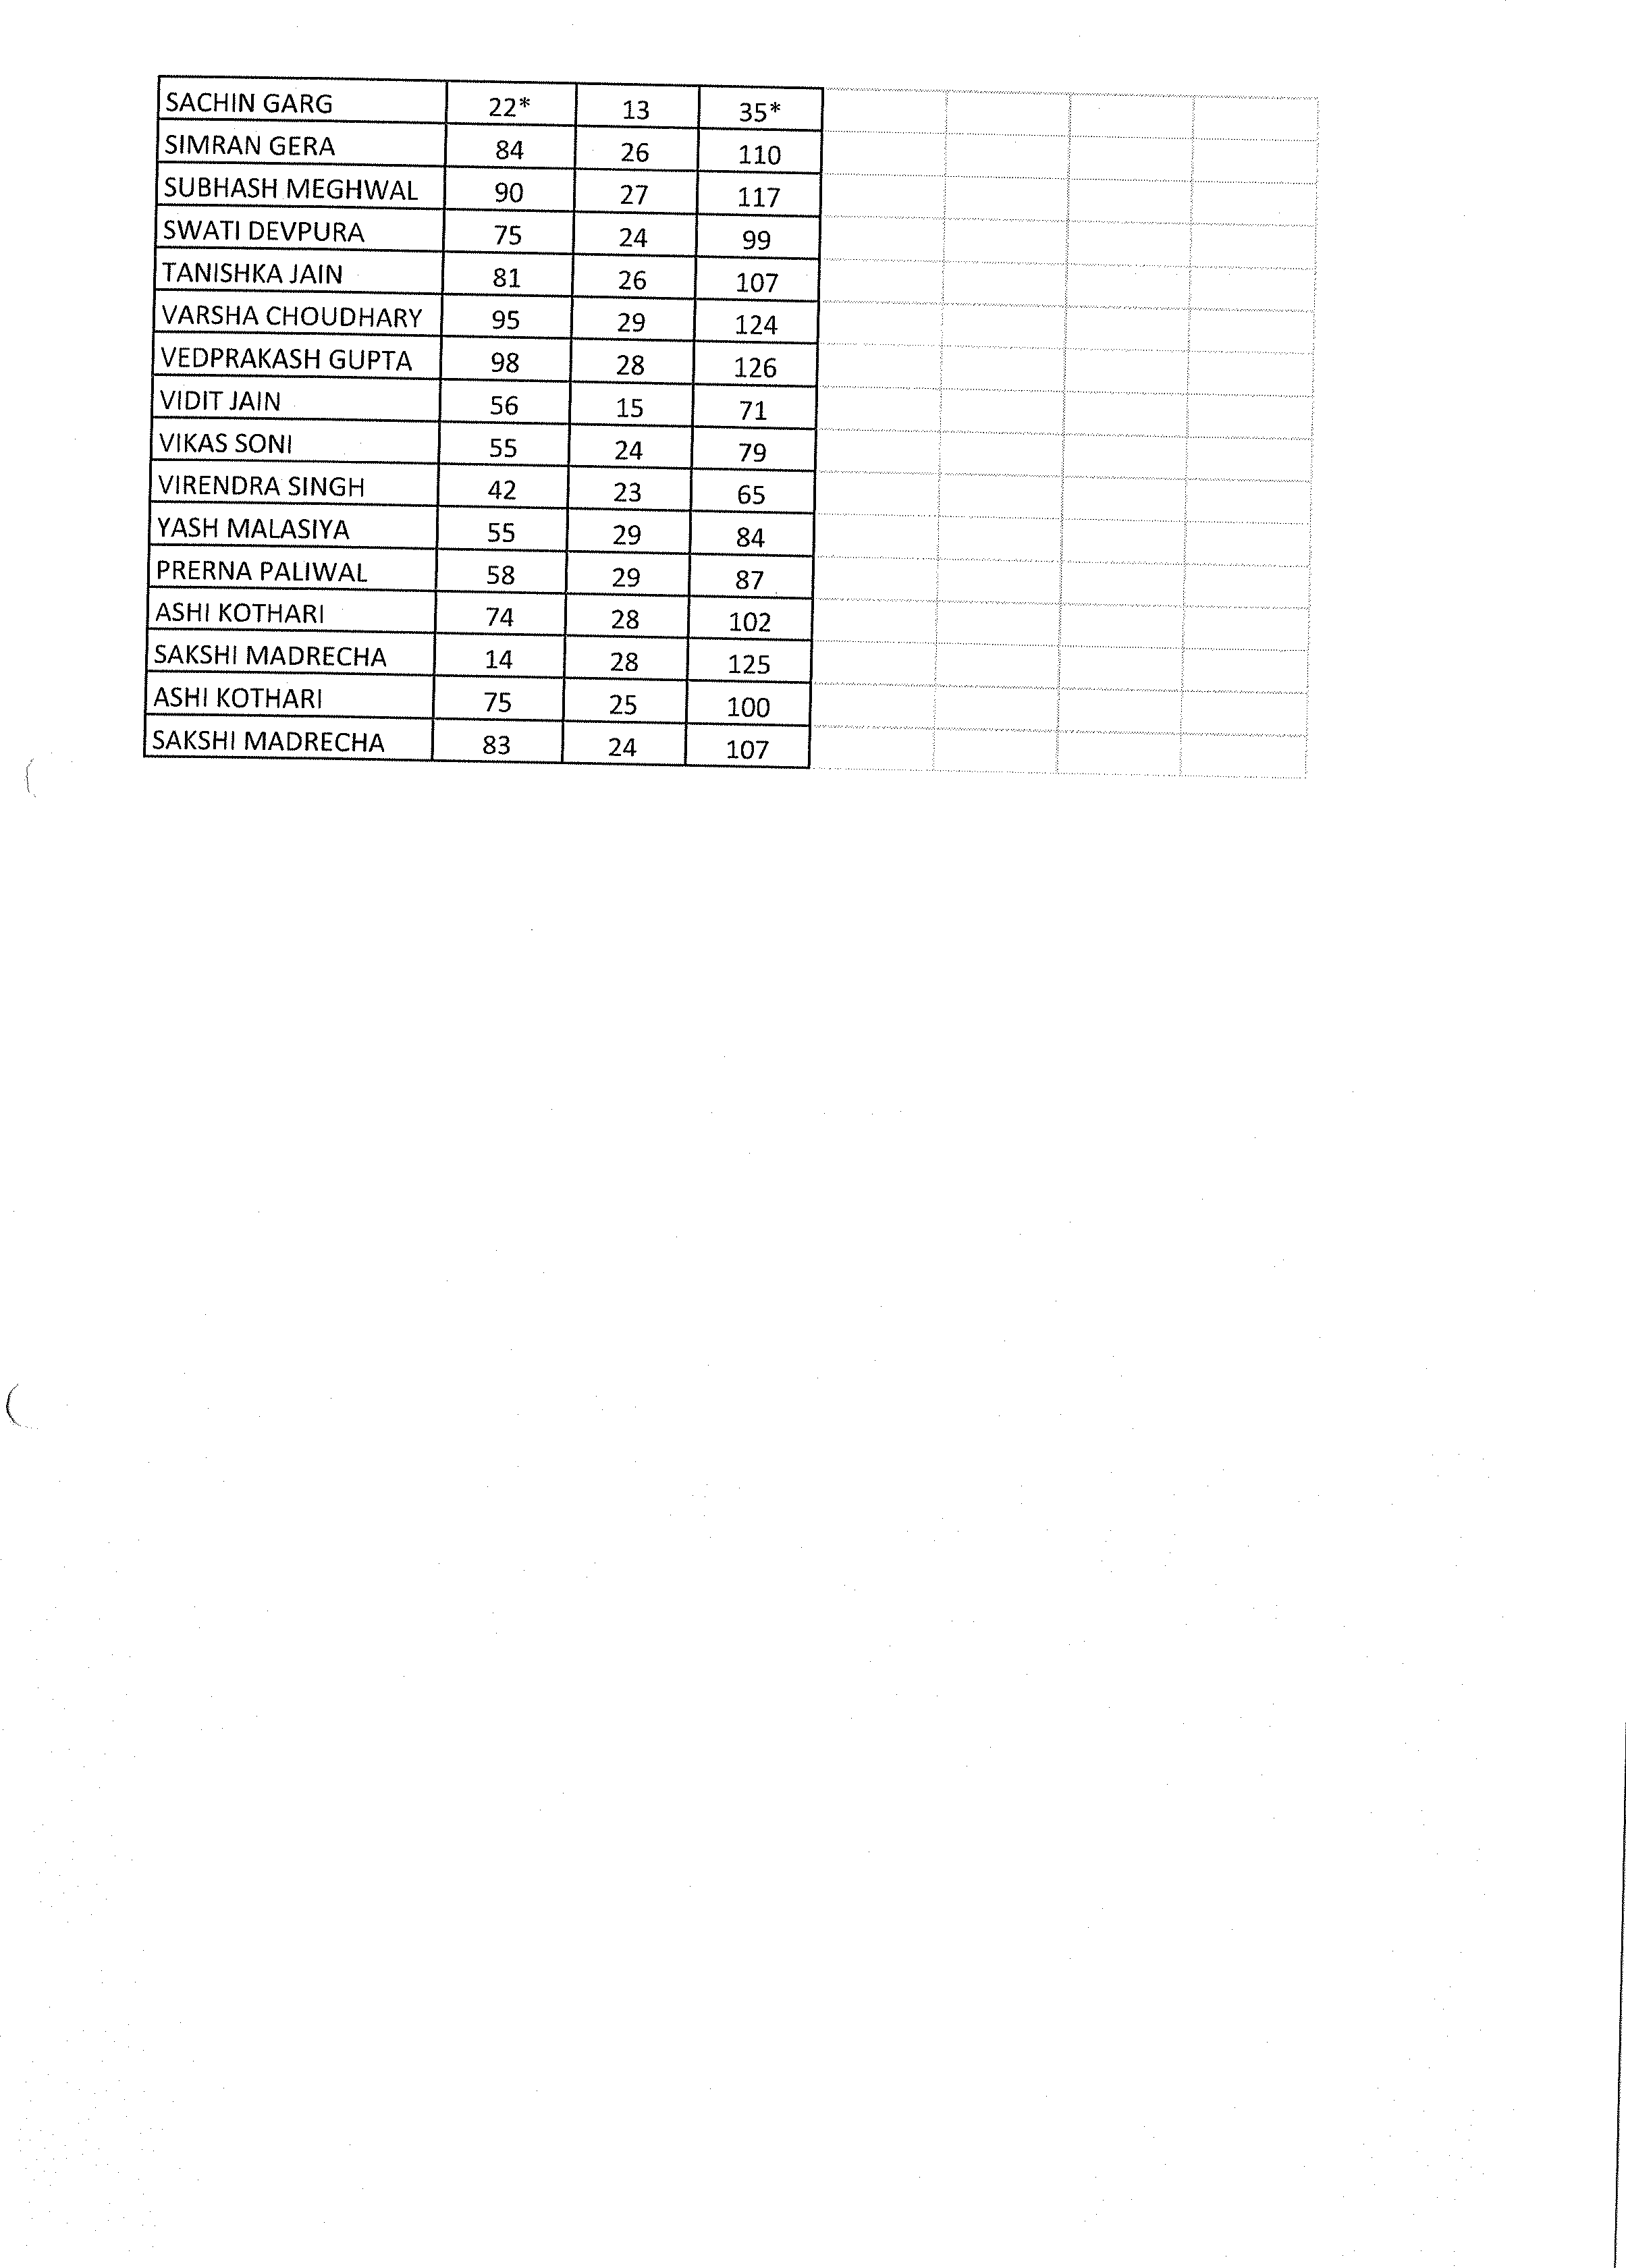 SACHIN GARG 22* 13 35*
SIMRAN GERA 84 26 110
SUBHASH MEGHWAL 90 27 117
SWATI DEVPURA 75 24 99
TANISHKA JAIN 81 26 107
VARSHA CHOUDHARY 95 29 124
VEDPRAKASH GUPTA 98 28 126
VIDIT JAIN 56 15 71
VIKAS SONI 55 24 79
VIRENDRA SINGH 42 23 65
YASH MALASIYA 55 29 84
PRERNA PALIWAL 58 29 87
ASHI KOTHARI 74 28 102
SAKSHI MADRECHA 14 28 125
ASHI KOTHARI 75 25 100
SAKSHI MADRECHA 83 24 107